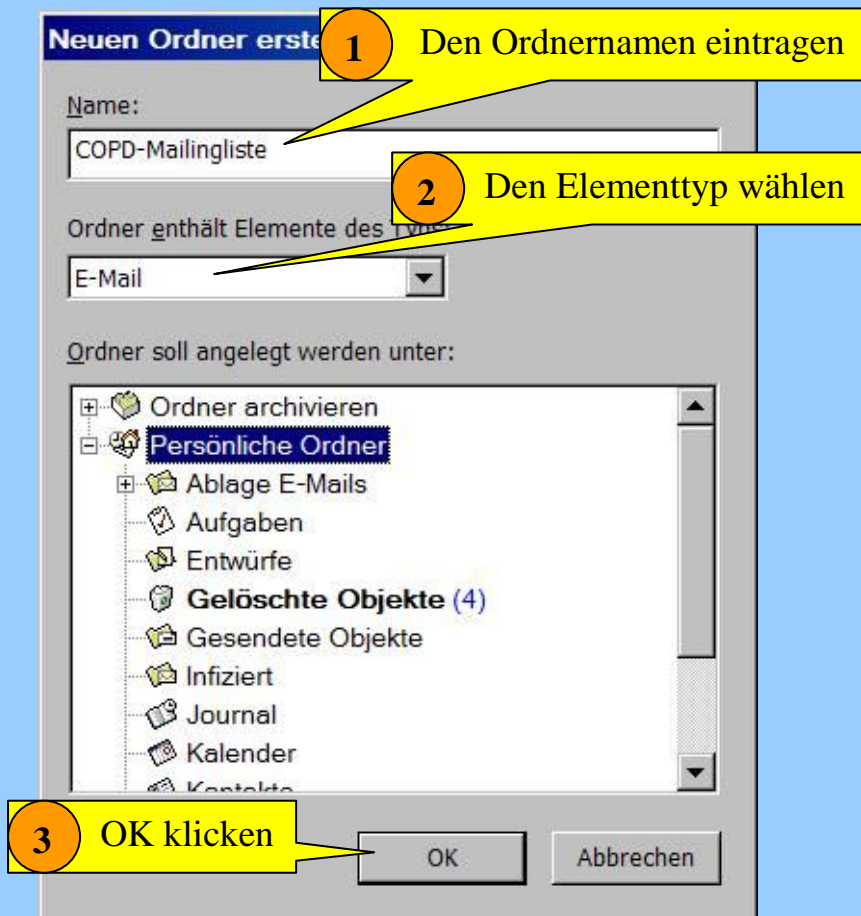 Neuen Ordner erste
1 Den Ordnernamen eintragen
Name:
COPD-Mailingliste
2 Den Elementtyp wählen
Ordner enthält Elemente des Typs:
E-Mail
Ordner soll angelegt werden unter:
Ordner archivieren
Persönliche Ordner
Ablage E-Mails
Aufgaben
Entwürfe
Gelöschte Objekte (4)
Gesendete Objekte
Infiziert
Journal
Kalender
Kontakte
3 OK klicken
OK Abbrechen